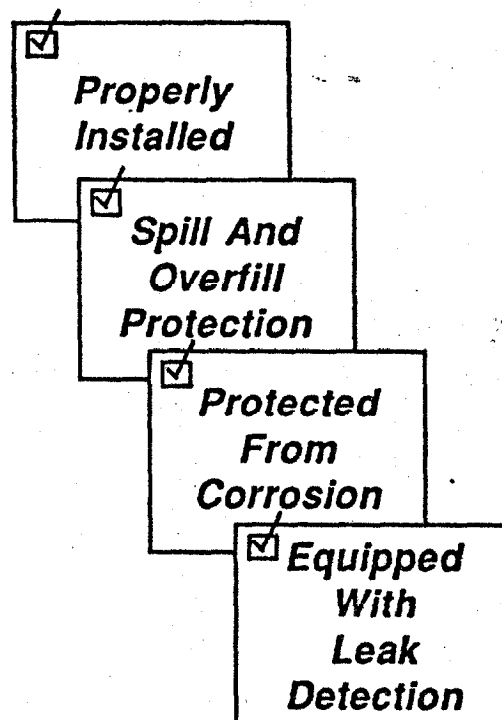 Properly
Installed
Spill And
Overfill
Protection
Protected
From
Corrosion
Equipped
With
Leak
Detection